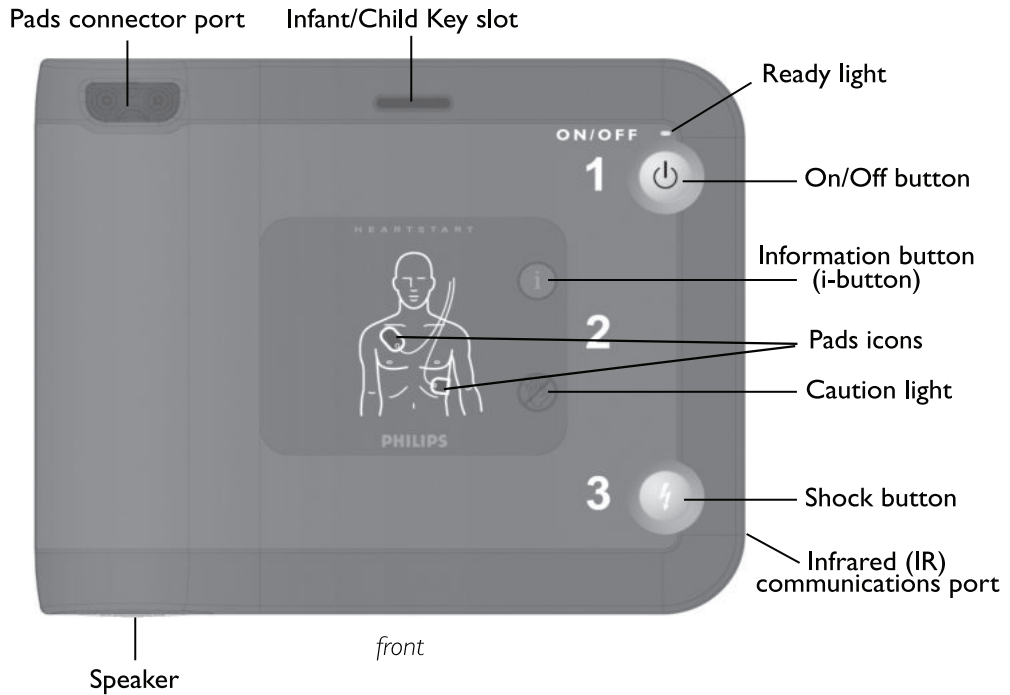 Pads connector port
Infant/Child Key slot
Ready light
ON/OFF
1
On/Off button
HEARTSTART
Information button
(i-button)
i
2
Pads icons
Caution light
PHILIPS
3
Shock button
Infrared (IR)
communications port
front
Speaker